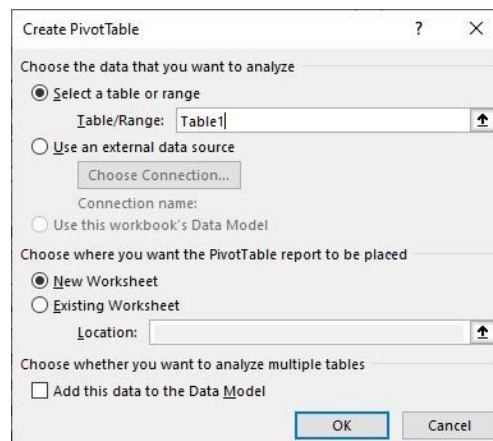 Create PivotTable ? ×
Choose the data that you want to analyze
Select a table or range
Table/Range: Table1
Use an external data source
Choose Connection...
Connection name:
Use this workbook's Data Model
Choose where you want the PivotTable report to be placed
New Worksheet
Existing Worksheet
Location:
Choose whether you want to analyze multiple tables
Add this data to the Data Model
OK Cancel